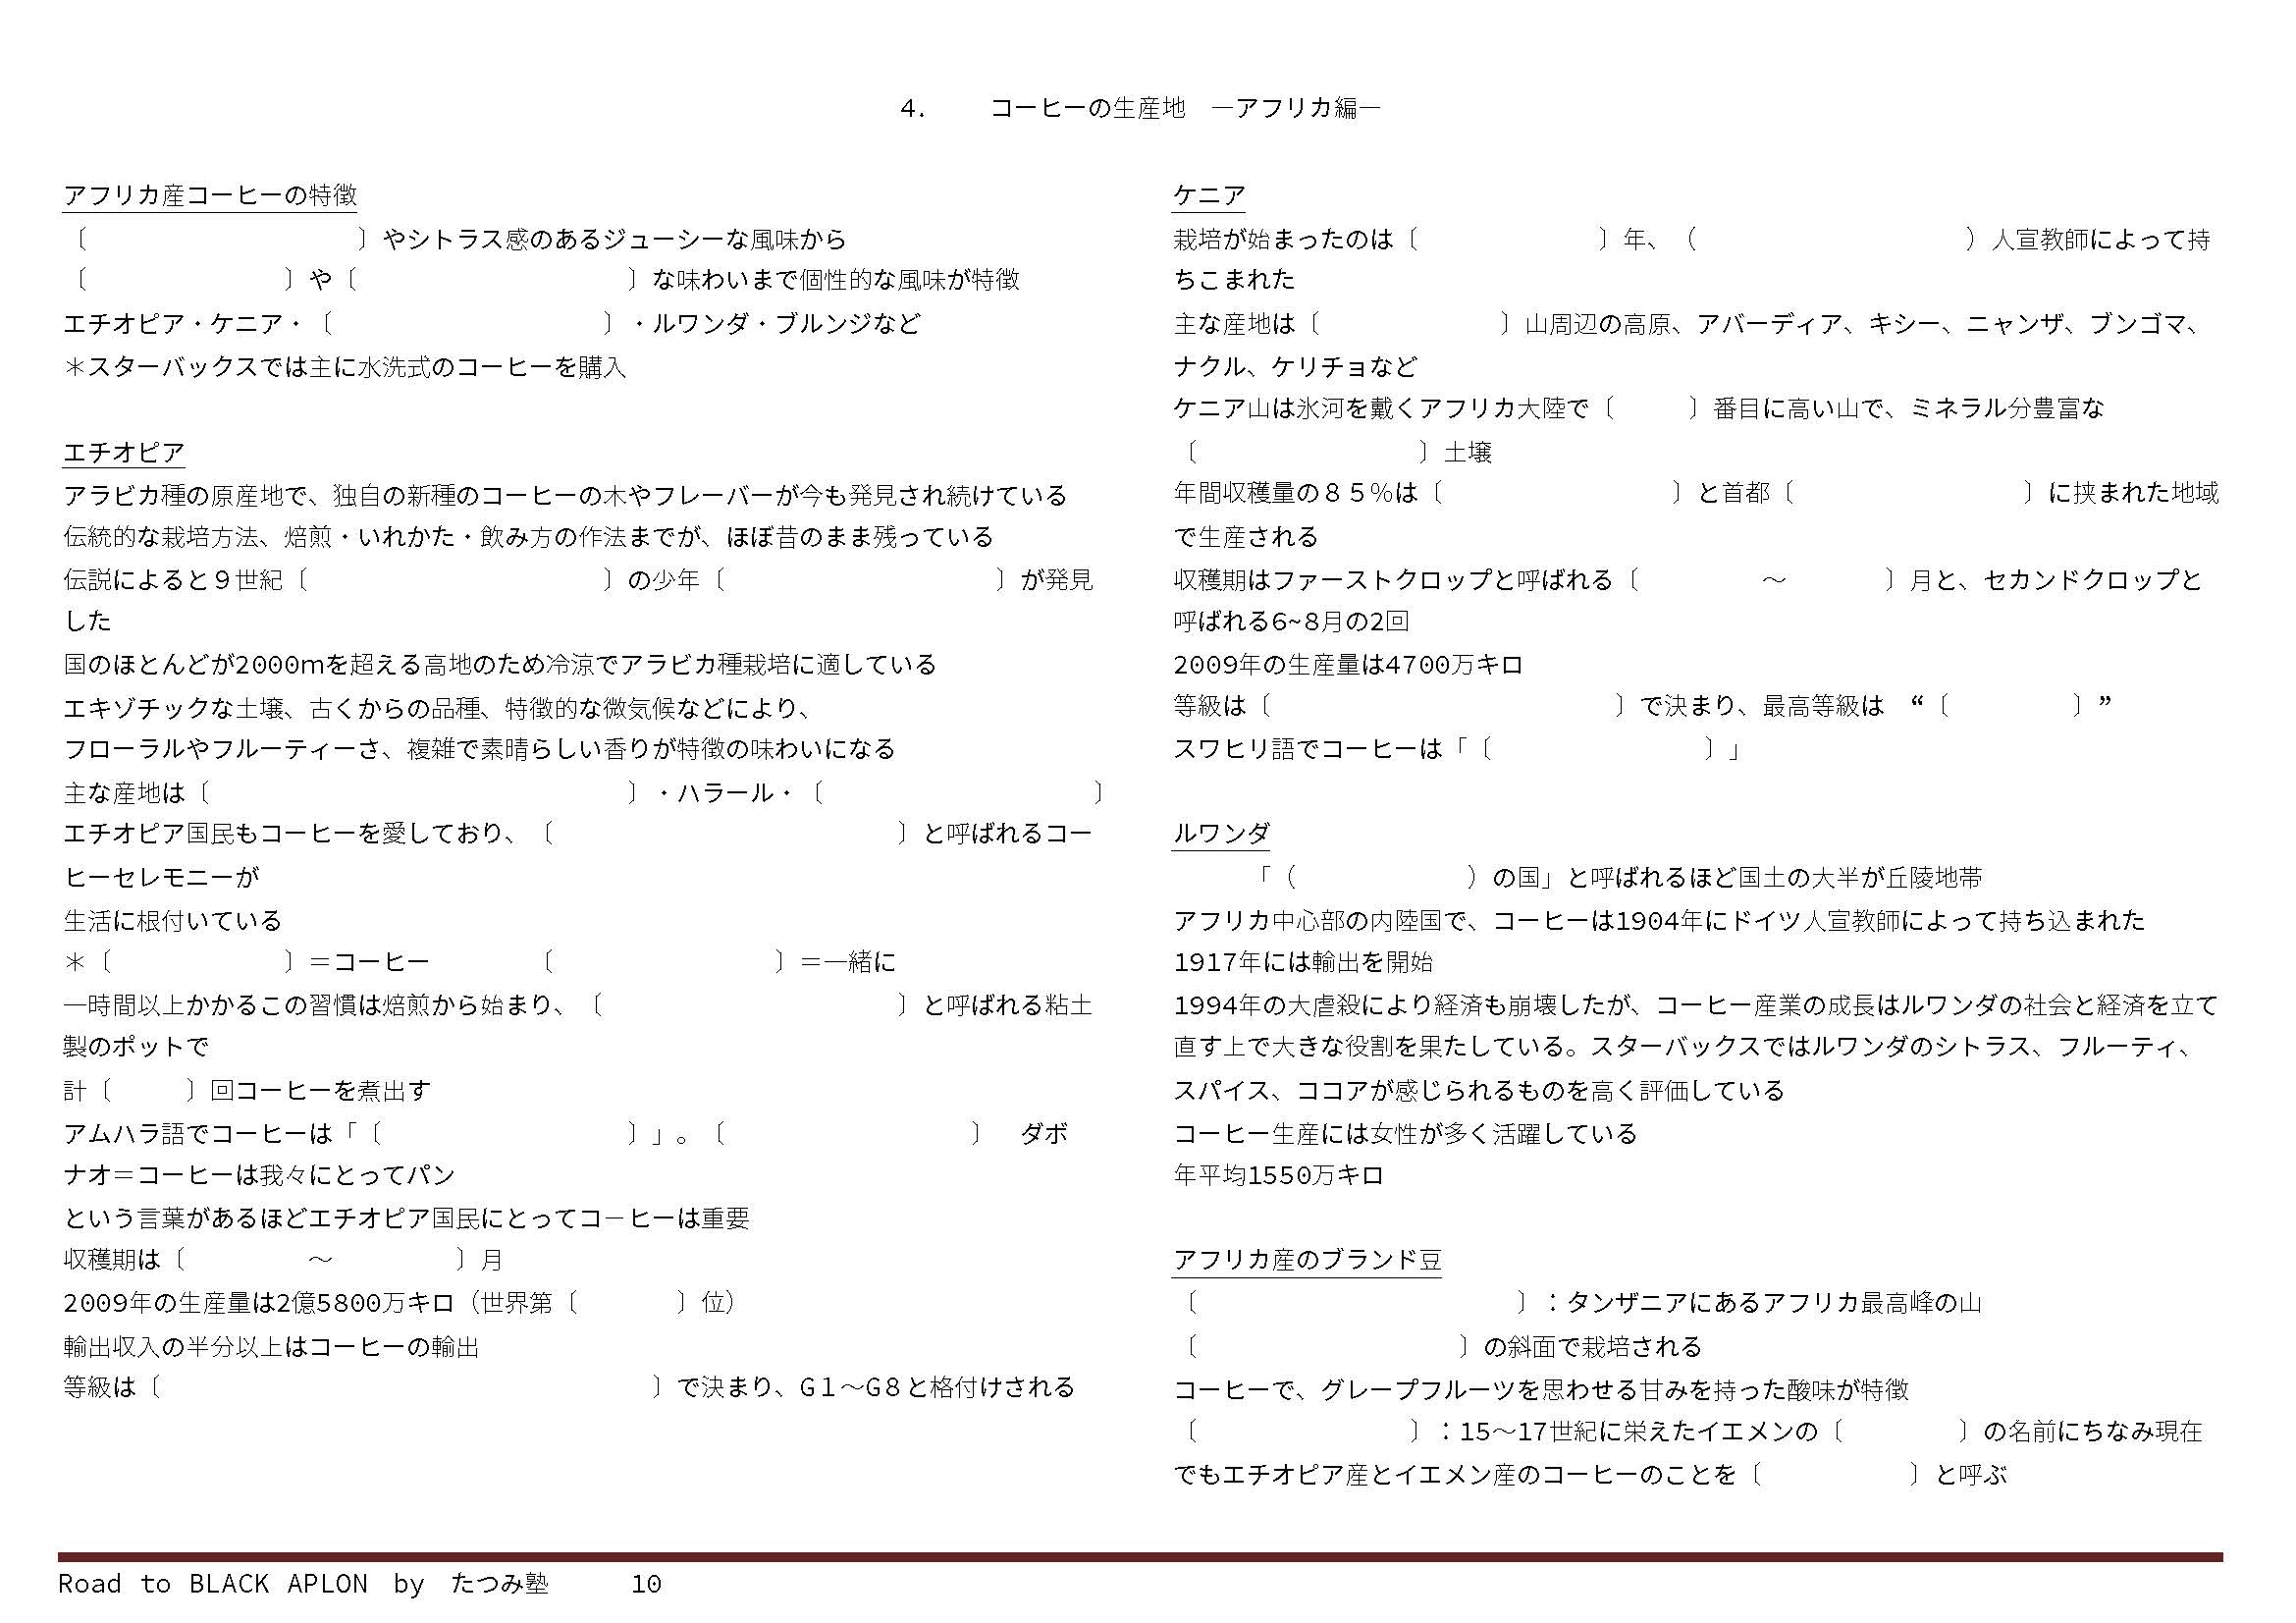 4.　　コーヒーの生産地　―アフリカ編―
アフリカ産コーヒーの特徴
〔　　　　　　　　　　　〕やシトラス感のあるジューシーな風味から
〔　　　　　　　　〕や〔　　　　　　　　　　　〕な味わいまで個性的な風味が特徴
エチオピア・ケニア・〔　　　　　　　　　　　〕・ルワンダ・ブルンジなど
＊スターバックスでは主に水洗式のコーヒーを購入
エチオピア
アラビカ種の原産地で、独自の新種のコーヒーの木やフレーバーが今も発見され続けている
伝統的な栽培方法、焙煎・いれかた・飲み方の作法までが、ほぼ昔のまま残っている
伝説によると９世紀〔　　　　　　　　　　　　〕の少年〔　　　　　　　　　　　〕が発見
した
国のほとんどが2000mを超える高地のため冷涼でアラビカ種栽培に適している
エキゾチックな土壌、古くからの品種、特徴的な微気候などにより、
フローラルやフルーティーさ、複雑で素晴らしい香りが特徴の味わいになる
主な産地は〔　　　　　　　　　　　　　　　　　〕・ハラール・〔　　　　　　　　　　　〕
エチオピア国民もコーヒーを愛しており、〔　　　　　　　　　　　　　　〕と呼ばれるコー
ヒーセレモニーが
生活に根付いている
＊〔　　　　　　　〕＝コーヒー　　　　〔　　　　　　　　　〕＝一緒に
一時間以上かかるこの習慣は焙煎から始まり、〔　　　　　　　　　　　　〕と呼ばれる粘土
製のポットで
計〔　　　〕回コーヒーを煮出す
アムハラ語でコーヒーは「〔　　　　　　　　　　〕」。〔　　　　　　　　　　〕　ダボ
ナオ＝コーヒーは我々にとってパン
という言葉があるほどエチオピア国民にとってコ－ヒーは重要
収穫期は〔　　　　　～　　　　　〕月
2009年の生産量は2億5800万キロ（世界第〔　　　　〕位）
輸出収入の半分以上はコーヒーの輸出
等級は〔　　　　　　　　　　　　　　　　　　　　〕で決まり、G１～G８と格付けされる
ケニア
栽培が始まったのは〔　　　　　　　〕年、（　　　　　　　　　　　）人宣教師によって持
ちこまれた
主な産地は〔　　　　　　　〕山周辺の高原、アバーディア、キシー、ニャンザ、ブンゴマ、
ナクル、ケリチョなど
ケニア山は氷河を戴くアフリカ大陸で〔　　　〕番目に高い山で、ミネラル分豊富な
〔　　　　　　　　　〕土壌
年間収穫量の８５％は〔　　　　　　　　　〕と首都〔　　　　　　　　　〕に挟まれた地域
で生産される
収穫期はファーストクロップと呼ばれる〔　　　　　～　　　　〕月と、セカンドクロップと
呼ばれる6~8月の2回
2009年の生産量は4700万キロ
等級は〔　　　　　　　　　　　　　　〕で決まり、最高等級は　“〔　　　　　〕”
スワヒリ語でコーヒーは「〔　　　　　　　　　〕」
ルワンダ
「（　　　　　　　）の国」と呼ばれるほど国土の大半が丘陵地帯
アフリカ中心部の内陸国で、コーヒーは1904年にドイツ人宣教師によって持ち込まれた
1917年には輸出を開始
1994年の大虐殺により経済も崩壊したが、コーヒー産業の成長はルワンダの社会と経済を立て
直す上で大きな役割を果たしている。スターバックスではルワンダのシトラス、フルーティ、
スパイス、ココアが感じられるものを高く評価している
コーヒー生産には女性が多く活躍している
年平均1550万キロ
アフリカ産のブランド豆
〔　　　　　　　　　　　　　〕：タンザニアにあるアフリカ最高峰の山
〔　　　　　　　　　　　〕の斜面で栽培される
コーヒーで、グレープフルーツを思わせる甘みを持った酸味が特徴
〔　　　　　　　　　〕：15～17世紀に栄えたイエメンの〔　　　　　〕の名前にちなみ現在
でもエチオピア産とイエメン産のコーヒーのことを〔　　　　　　〕と呼ぶ
Road to BLACK APLON by たつみ塾　　　10